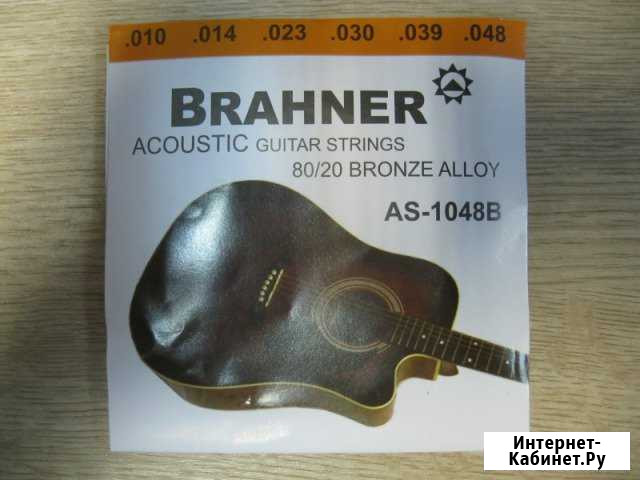 .010 .014 .023 .030 .039 .048
BRAHNER
ACOUSTIC GUITAR STRINGS
80/20 BRONZE ALLOY
AS-1048B
Интернет-
Кабинет.Ру